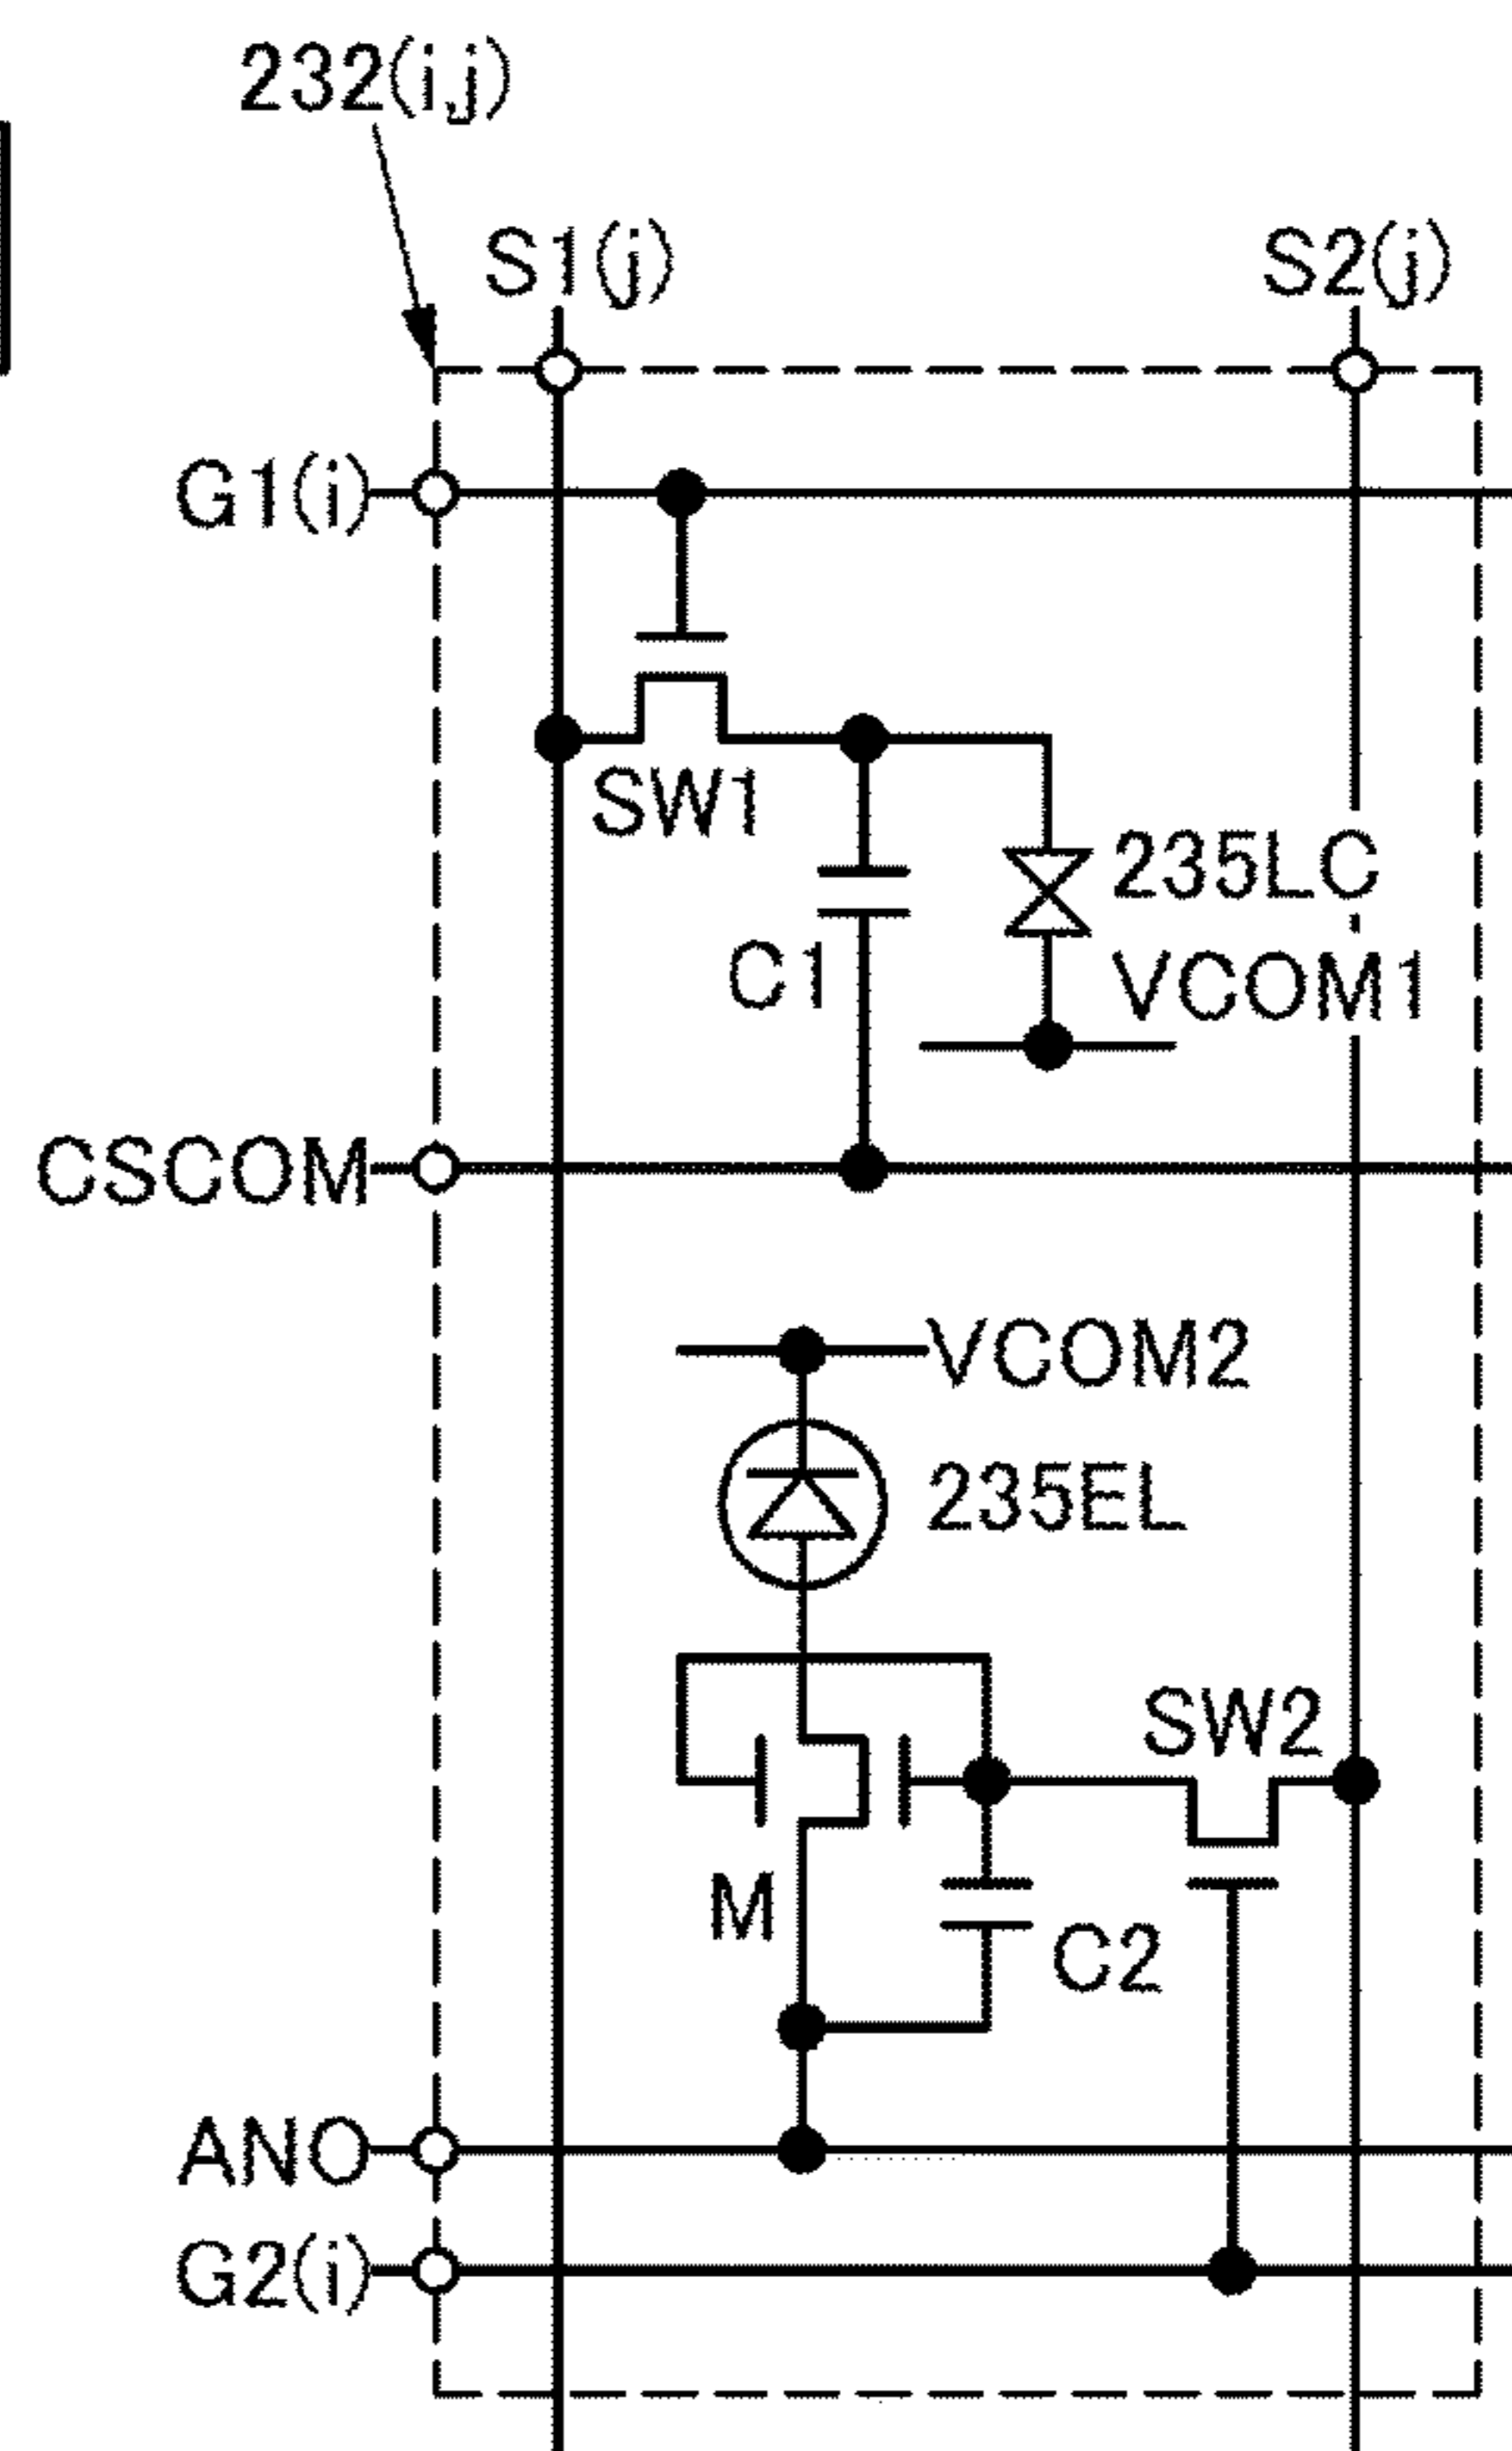 232(i,j)
S1(j)
S2(j)
G1(i)
SW1
235LC
C1
VCOM1
CSCOM
VCOM2
235EL
SW2
M
C2
ANO
G2(i)